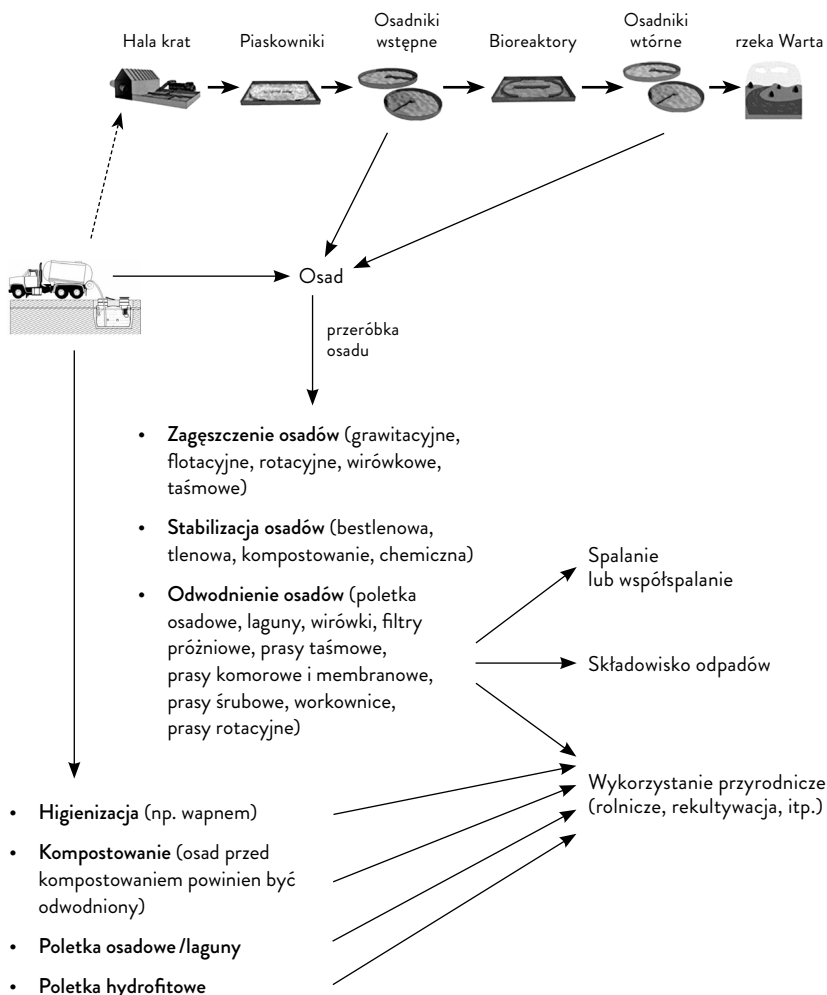 Hala krat
Piaskowniki
Osadniki
wstępne
Bioreaktory
Osadniki
wtórne
rzeka Warta
Osad
przeróbka
osadu
• Zagęszczenie osadów (grawitacyjne,
flotacyjne, rotacyjne, wirówkowe,
taśmowe)
• Stabilizacja osadów (bestlenowa,
tlenowa, kompostowanie, chemiczna)
• Odwodnienie osadów (poletka
osadowe, laguny, wirówki, filtry
próżniowe, prasy taśmowe,
prasy komorowe i membranowe,
prasy śrubowe, workownice,
prasy rotacyjne)
Spalanie
lub współspalanie
Składowisko odpadów
Wykorzystanie przyrodnicze
(rolnicze, rekultywacja, itp.)
• Higienizacja (np. wapnem)
• Kompostowanie (osad przed
kompostowaniem powinien być
odwodniony)
• Poletka osadowe/laguny
• Poletka hydrofitowe